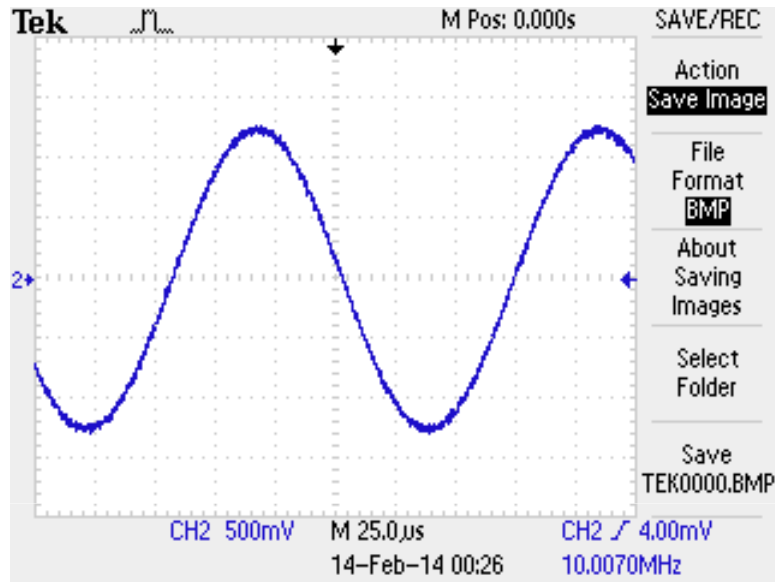 Tek M Pos: 0.000s SAVE/REC
Action
Save Image
File
Format
BMP
About
Saving
Images
Select
Folder
Save
TEK0000.BMP
2
CH2 500mV M 25.0µs CH2 4.00mV
14-Feb-14 00:26 10.0070MHz